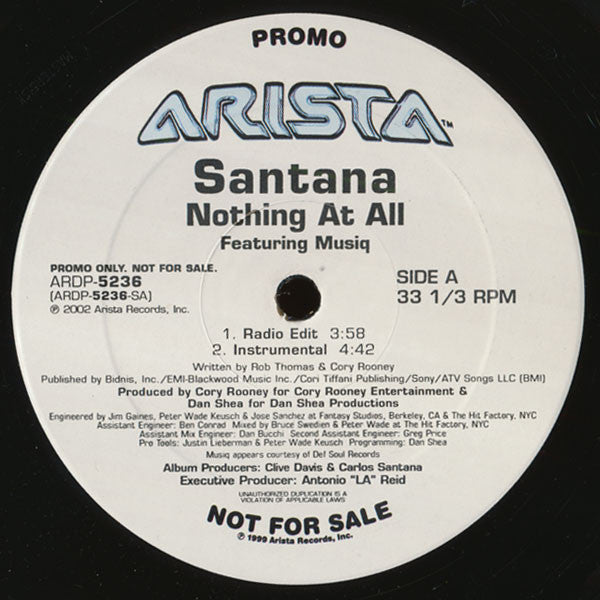 PROMO
ARISTA™
Santana
Nothing At All
Featuring Musiq
PROMO ONLY. NOT FOR SALE.
ARDP-5236
(ARDP-5236-SA)
℗ 2002 Arista Records, Inc.
SIDE A
33 1/3 RPM
1. Radio Edit 3:58
2. Instrumental 4:42
Written by Rob Thomas & Cory Rooney
Published by Bidnis, Inc./EMI-Blackwood Music Inc./Cori Tiffani Publishing/Sony/ATV Songs LLC (BMI)
Produced by Cory Rooney for Cory Rooney Entertainment &
Dan Shea for Dan Shea Productions
Engineered by Jim Gaines, Peter Wade Keusch & Jose Sanchez at Fantasy Studios, Berkeley, CA & The Hit Factory, NYC
Assistant Engineer: Ben Conrad Mixed by Bruce Swedien & Peter Wade at The Hit Factory, NYC
Assistant Mix Engineer: Dan Bucchi Second Assistant Engineer: Greg Price
Pro Tools: Justin Lieberman & Peter Wade Keusch Programming: Dan Shea
Musiq appears courtesy of Def Soul Records
Album Producers: Clive Davis & Carlos Santana
Executive Producer: Antonio "LA" Reid
UNAUTHORIZED DUPLICATION IS A
VIOLATION OF APPLICABLE LAWS
NOT FOR SALE
℗ 1999 Arista Records, Inc.